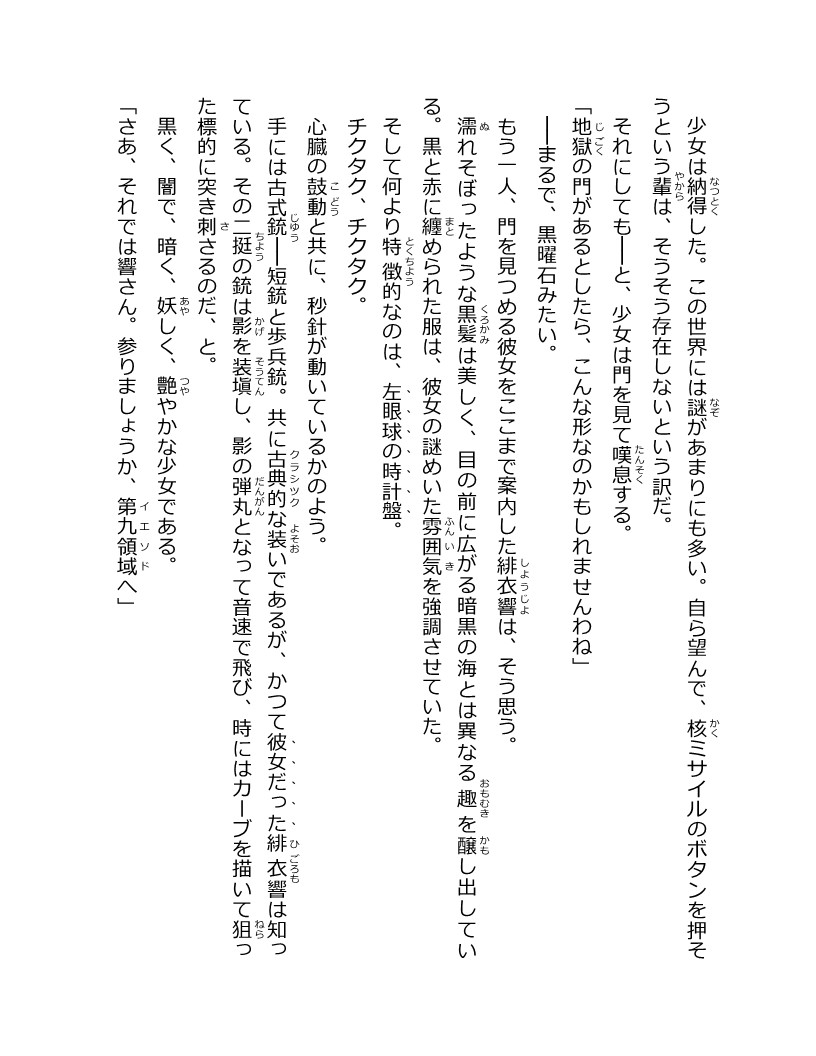 少女は納得した。この世界には謎があまりにも多い。自ら望んで、核ミサイルのボタンを押そ
うという輩は、そうそう存在しないという訳だ。
それにしても――と、少女は門を見て嘆息する。
「地獄の門があるとしたら、こんな形なのかもしれませんわね」
――まるで、黒曜石みたい。
もう一人、門を見つめる彼女をここまで案内した緋衣響は、そう思う。
濡れそぼったような黒髪は美しく、目の前に広がる暗黒の海とは異なる趣を醸し出してい
る。黒と赤に纏められた服は、彼女の謎めいた雰囲気を強調させていた。
そして何より特徴的なのは、左眼球の時計盤。
チクタク、チクタク。
心臓の鼓動と共に、秒針が動いているかのよう。
手には古式銃――短銃と歩兵銃。共に古典的な装いであるが、かつて彼女だった緋衣響は知っ
ている。その二挺の銃は影を装塡し、影の弾丸となって音速で飛び、時にはカーブを描いて狙っ
た標的に突き刺さるのだ、と。
黒く、闇で、暗く、妖しく、艶やかな少女である。
「さあ、それでは響さん。参りましょうか、第九領域へ」